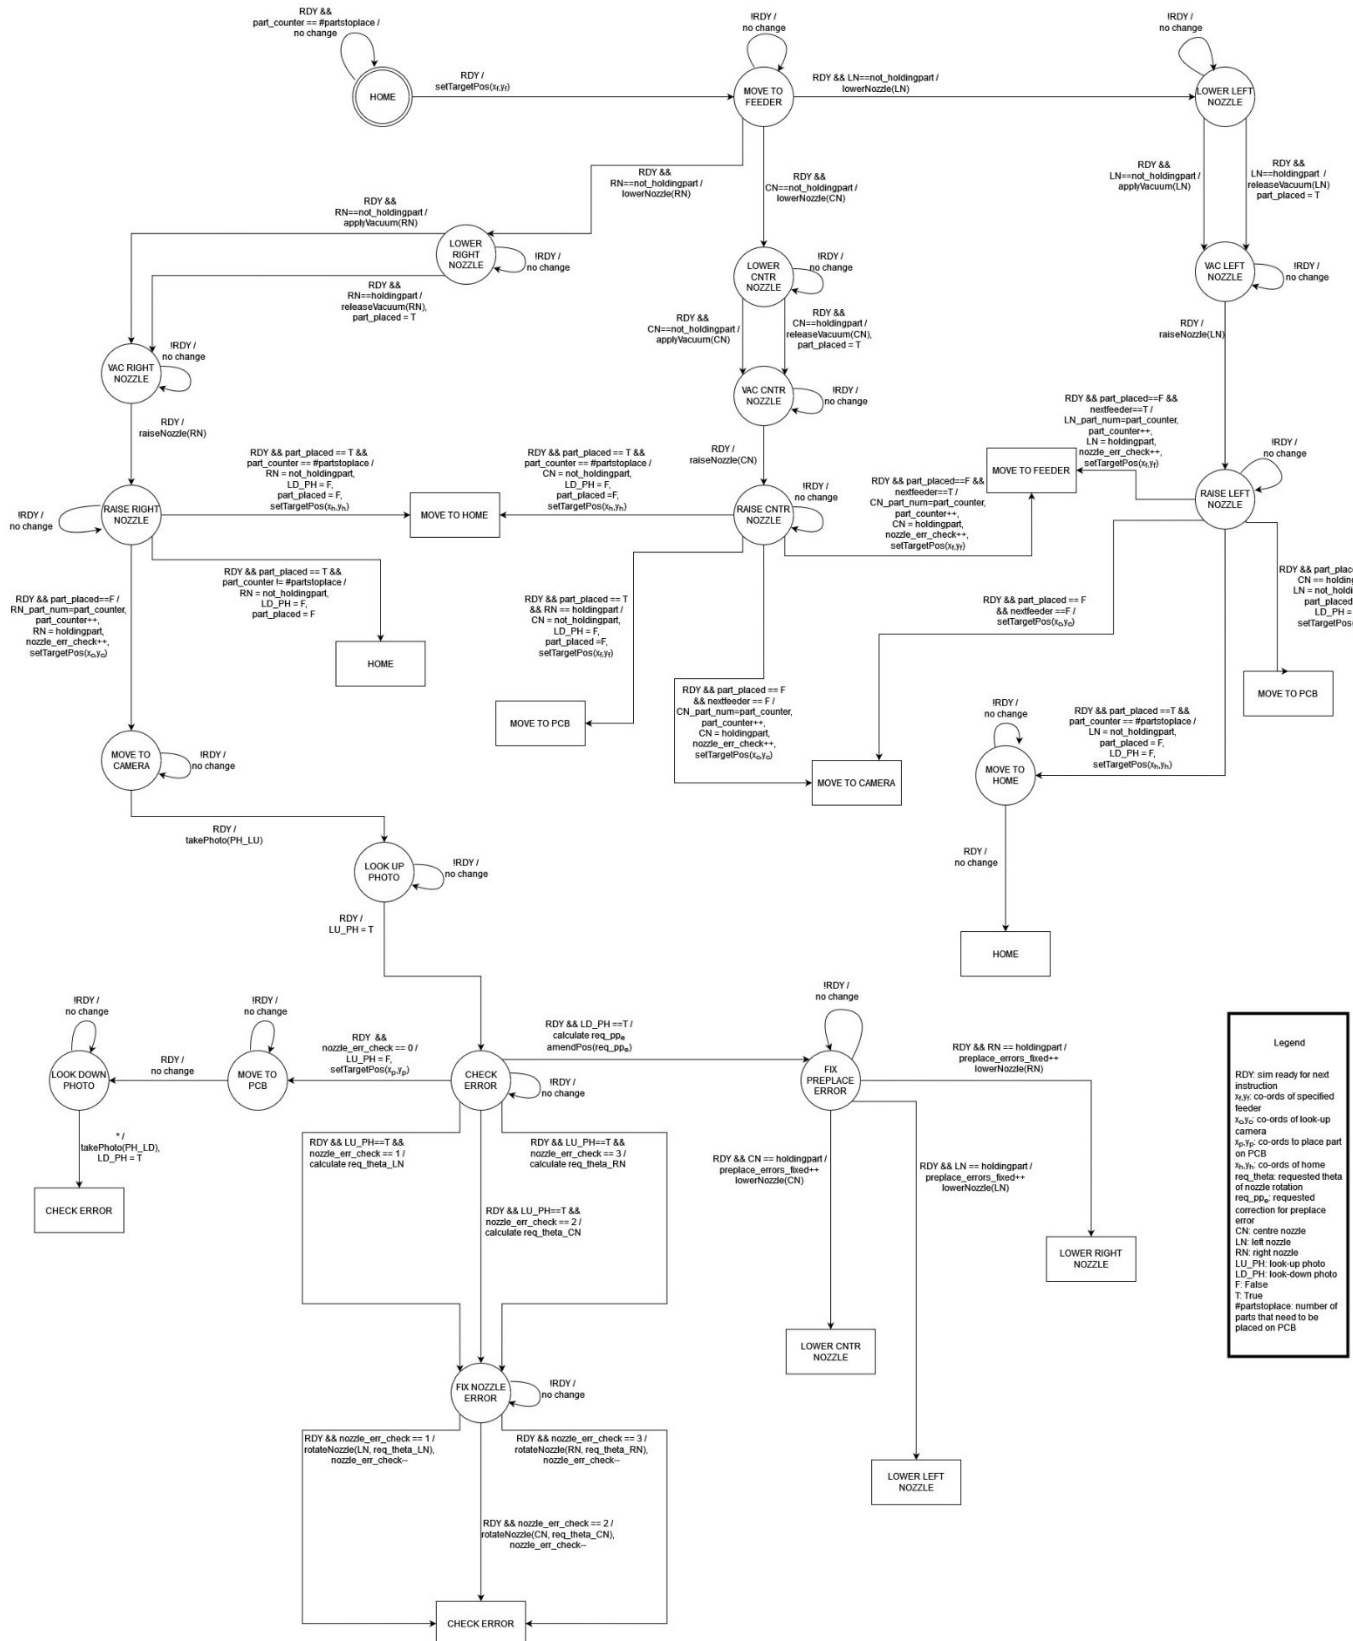 RDY &&
part_counter == #partstoplace /
no change
HOME
RDY /
setTargetPos(xf,yf)
!RDY /
no change
MOVE TO
FEEDER
RDY && LN==not_holdingpart /
lowerNozzle(LN)
!RDY /
no change
LOWER LEFT
NOZZLE
RDY &&
RN==not_holdingpart /
lowerNozzle(RN)
RDY &&
CN==not_holdingpart /
lowerNozzle(CN)
RDY &&
LN==not_holdingpart /
applyVacuum(LN)
RDY &&
LN==holdingpart /
releaseVacuum(LN)
part_placed = T
RDY &&
RN==not_holdingpart /
applyVacuum(RN)
LOWER
RIGHT
NOZZLE
!RDY /
no change
LOWER
CNTR
NOZZLE
!RDY /
no change
VAC LEFT
NOZZLE
!RDY /
no change
RDY &&
RN==holdingpart /
releaseVacuum(RN),
part_placed = T
RDY &&
CN==not_holdingpart /
applyVacuum(CN)
RDY &&
CN==holdingpart /
releaseVacuum(CN),
part_placed = T
RDY /
raiseNozzle(LN)
VAC RIGHT
NOZZLE
!RDY /
no change
VAC CNTR
NOZZLE
!RDY /
no change
RDY /
raiseNozzle(RN)
RDY /
raiseNozzle(CN)
RDY && part_placed==F &&
nextfeeder==T /
LN_part_num=part_counter,
part_counter++,
LN = holdingpart,
nozzle_err_check++,
setTargetPos(xf,yf)
!RDY /
no change
RAISE LEFT
NOZZLE
MOVE TO FEEDER
!RDY /
no change
RAISE RIGHT
NOZZLE
RDY && part_placed == T &&
part_counter == #partstoplace /
RN = not_holdingpart,
LD_PH = F,
part_placed = F,
setTargetPos(xh,yh)
MOVE TO HOME
RDY && part_placed == T &&
part_counter == #partstoplace /
CN = not_holdingpart,
LD_PH = F,
part_placed =F,
setTargetPos(xh,yh)
RAISE CNTR
NOZZLE
!RDY /
no change
RDY && part_placed==F &&
nextfeeder==T /
CN_part_num=part_counter,
part_counter++,
CN = holdingpart,
nozzle_err_check++,
setTargetPos(xf,yf)
RDY && part_placed==F /
RN_part_num=part_counter,
part_counter++,
RN = holdingpart,
nozzle_err_check++,
setTargetPos(xc,yc)
RDY && part_placed == T &&
part_counter != #partstoplace /
RN = not_holdingpart,
LD_PH = F,
part_placed = F
HOME
RDY && part_placed == T
&& RN == holdingpart /
CN = not_holdingpart,
LD_PH = F,
part_placed =F,
setTargetPos(xf,yf)
MOVE TO PCB
RDY && part_placed == F
&& nextfeeder ==F /
setTargetPos(xc,yc)
RDY && part_place
CN == holding
LN = not_holdi
part_placed
LD_PH =
setTargetPos(
MOVE TO PCB
RDY && part_placed == F
&& nextfeeder == F /
CN_part_num=part_counter,
part_counter++,
CN = holdingpart,
nozzle_err_check++,
setTargetPos(xc,yc)
MOVE TO CAMERA
RDY && part_placed ==T &&
part_counter == #partstoplace /
LN = not_holdingpart,
part_placed = F,
LD_PH = F,
setTargetPos(xh,yh)
!RDY /
no change
MOVE TO
HOME
MOVE TO
CAMERA
!RDY /
no change
RDY /
takePhoto(PH_LU)
LOOK UP
PHOTO
!RDY /
no change
RDY /
no change
HOME
RDY /
LU_PH = T
!RDY /
no change
LOOK DOWN
PHOTO
RDY /
no change
!RDY /
no change
MOVE TO
PCB
RDY &&
nozzle_err_check == 0 /
LU_PH = F,
setTargetPos(xp,yp)
CHECK
ERROR
!RDY /
no change
RDY && LD_PH ==T /
calculate req_ppe
amendPos(req_ppe)
!RDY /
no change
FIX
PREPLACE
ERROR
RDY && RN == holdingpart /
preplace_errors_fixed++
lowerNozzle(RN)
* /
takePhoto(PH_LD),
LD_PH = T
CHECK ERROR
RDY && LU_PH==T &&
nozzle_err_check == 1 /
calculate req_theta_LN
RDY && LU_PH==T &&
nozzle_err_check == 3 /
calculate req_theta_RN
RDY && LU_PH==T &&
nozzle_err_check == 2 /
calculate req_theta_CN
RDY && CN == holdingpart /
preplace_errors_fixed++
lowerNozzle(CN)
RDY && LN == holdingpart /
preplace_errors_fixed++
lowerNozzle(LN)
LOWER RIGHT
NOZZLE
LOWER CNTR
NOZZLE
LOWER LEFT
NOZZLE
FIX NOZZLE
ERROR
!RDY /
no change
RDY && nozzle_err_check == 1 /
rotateNozzle(LN, req_theta_LN),
nozzle_err_check--
RDY && nozzle_err_check == 3 /
rotateNozzle(RN, req_theta_RN),
nozzle_err_check--
RDY && nozzle_err_check == 2 /
rotateNozzle(CN, req_theta_CN),
nozzle_err_check--
CHECK ERROR
Legend
RDY: sim ready for next
instruction
xf,yf: co-ords of specified
feeder
xc,yc: co-ords of look-up
camera
xp,yp: co-ords to place part
on PCB
xh,yh: co-ords of home
req_theta: requested theta
of nozzle rotation
req_ppe: requested
correction for preplace
error
CN: centre nozzle
LN: left nozzle
RN: right nozzle
LU_PH: look-up photo
LD_PH: look-down photo
F: False
T: True
#partstoplace: number of
parts that need to be
placed on PCB